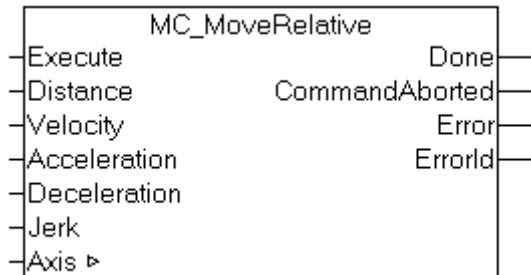 MC_MoveRelative
Execute Done
Distance CommandAborted
Velocity Error
Acceleration ErrorId
Deceleration
Jerk
Axis ▹